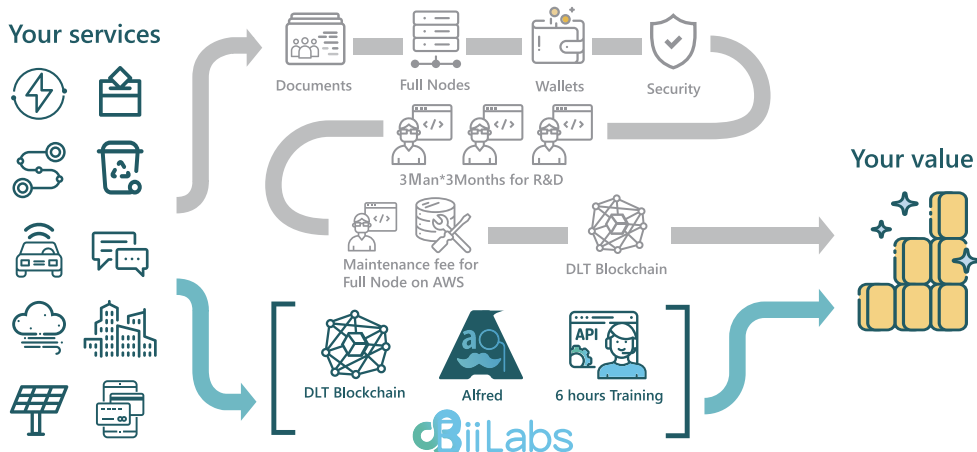 Your services
Documents
Full Nodes
Wallets
Security
</>
</>
</>
3Man*3Months for R&D
Your value
</>
Maintenance fee for
Full Node on AWS
DLT Blockchain
API
DLT Blockchain
Alfred
6 hours Training
BiiLabs